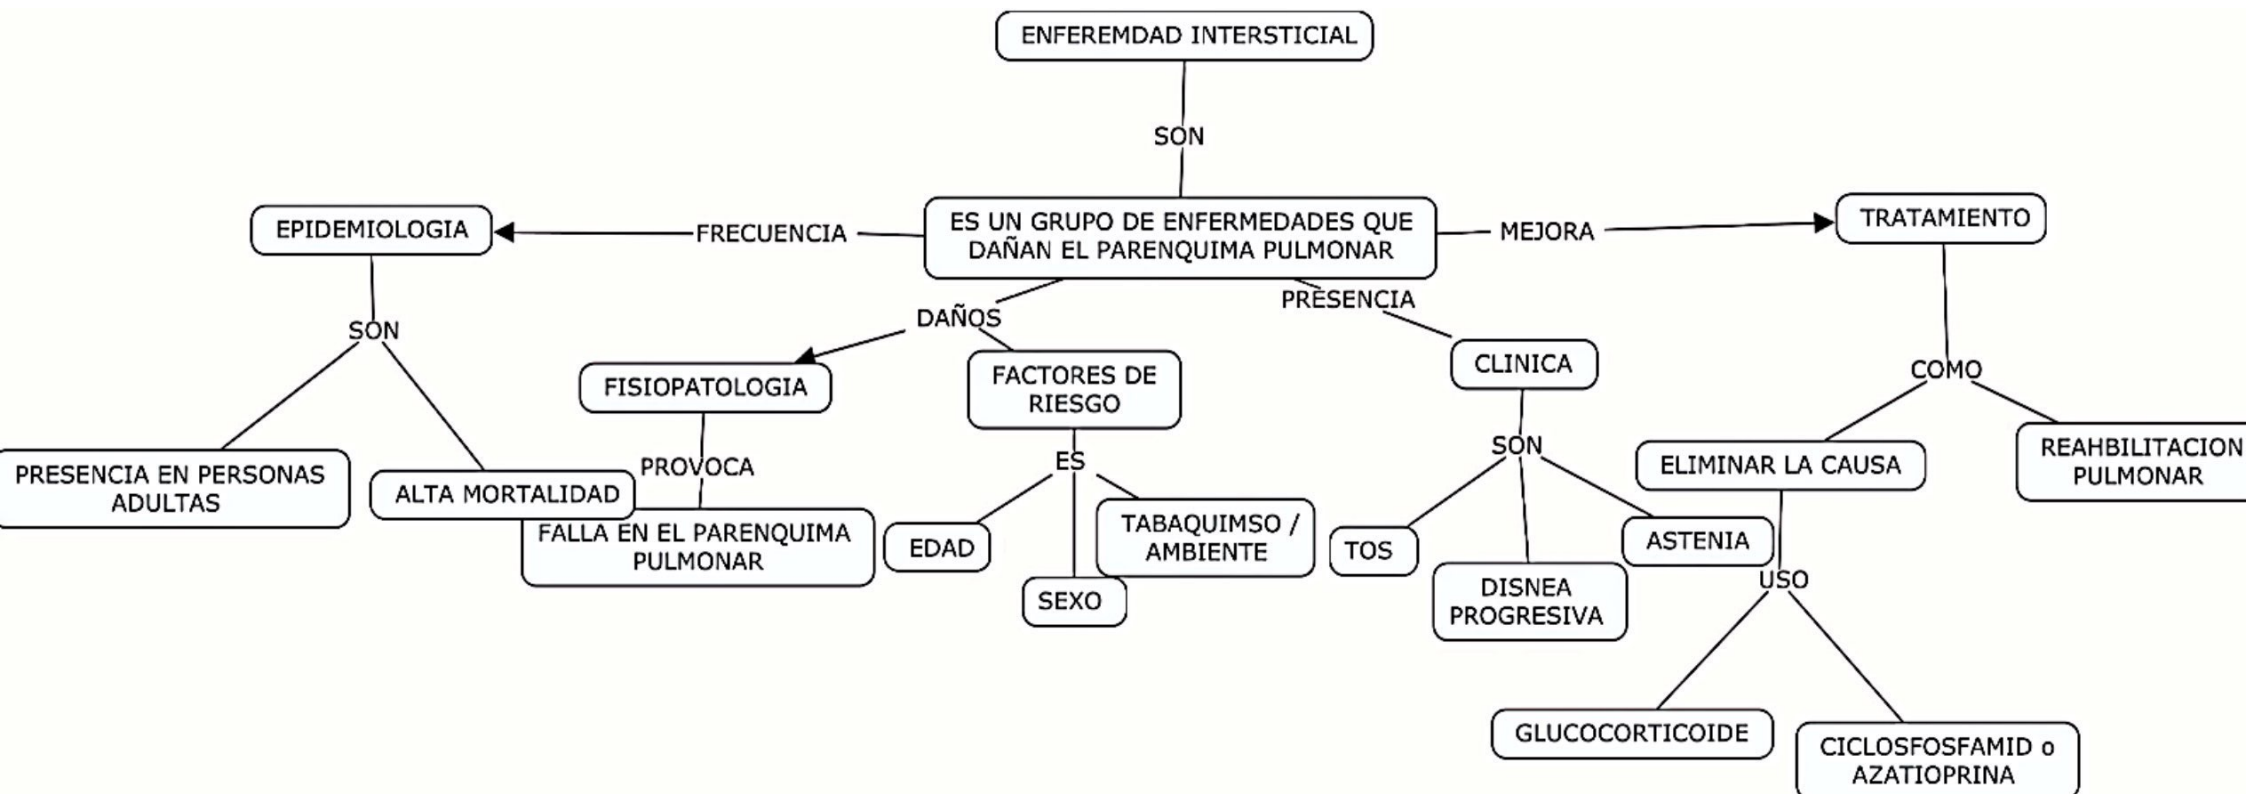 ENFEREMDAD INTERSTICIAL
SON
ES UN GRUPO DE ENFERMEDADES QUE
DAÑAN EL PARENQUIMA PULMONAR
FRECUENCIA
EPIDEMIOLOGIA
SON
PRESENCIA EN PERSONAS
ADULTAS
ALTA MORTALIDAD
DAÑOS
FISIOPATOLOGIA
PROVOCA
FALLA EN EL PARENQUIMA
PULMONAR
FACTORES DE
RIESGO
ES
EDAD
SEXO
TABAQUIMSO /
AMBIENTE
PRESENCIA
CLINICA
SON
TOS
DISNEA
PROGRESIVA
ASTENIA
MEJORA
TRATAMIENTO
COMO
ELIMINAR LA CAUSA
REAHBILITACION
PULMONAR
USO
GLUCOCORTICOIDE
CICLOSFOSFAMID o
AZATIOPRINA